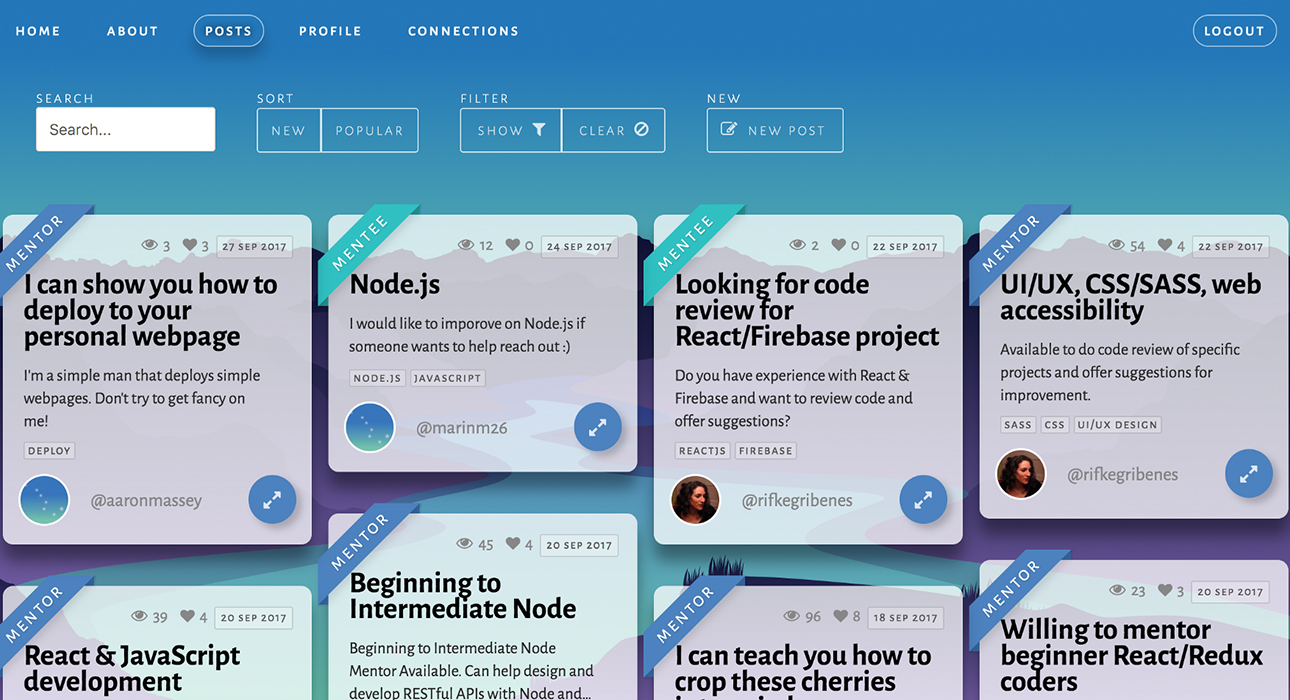 HOME ABOUT POSTS PROFILE CONNECTIONS LOGOUT
SEARCH SORT FILTER NEW
Search... NEW POPULAR SHOW CLEAR NEW POST
MENTOR
3 3 27 SEP 2017
I can show you how to
deploy to your
personal webpage
I'm a simple man that deploys simple
webpages. Don't try to get fancy on
me!
DEPLOY
@aaronmassey
MENTEE
12 0 24 SEP 2017
Node.js
I would like to imporove on Node.js if
someone wants to help reach out :)
NODE.JS JAVASCRIPT
@marinm26
MENTEE
2 0 22 SEP 2017
Looking for code
review for
React/Firebase project
Do you have experience with React &
Firebase and want to review code and
offer suggestions?
REACTJS FIREBASE
@rifkegribenes
MENTOR
54 4 22 SEP 2017
UI/UX, CSS/SASS, web
accessibility
Available to do code review of specific
projects and offer suggestions for
improvement.
SASS CSS UI/UX DESIGN
@rifkegribenes
MENTOR
39 4 20 SEP 2017
React & JavaScript
development
MENTOR
45 4 20 SEP 2017
Beginning to
Intermediate Node
Beginning to Intermediate Node
Mentor Available. Can help design and
develop RESTful APIs with Node and...
MENTOR
96 8 18 SEP 2017
I can teach you how to
crop these cherries
MENTOR
23 3 20 SEP 2017
Willing to mentor
beginner React/Redux
coders